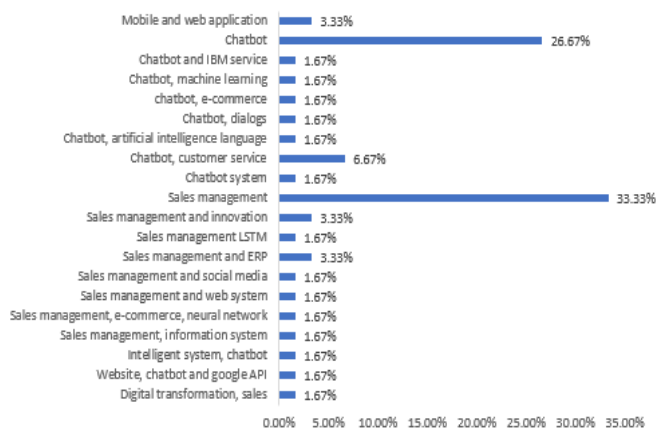 Mobile and web application 3.33%
Chatbot 26.67%
Chatbot and IBM service 1.67%
Chatbot, machine learning 1.67%
chatbot, e-commerce 1.67%
Chatbot, dialogs 1.67%
Chatbot, artificial intelligence language 1.67%
Chatbot, customer service 6.67%
Chatbot system 1.67%
Sales management 33.33%
Sales management and innovation 3.33%
Sales management LSTM 1.67%
Sales management and ERP 3.33%
Sales management and social media 1.67%
Sales management and web system 1.67%
Sales management, e-commerce, neural network 1.67%
Sales management, information system 1.67%
Intelligent system, chatbot 1.67%
Website, chatbot and google API 1.67%
Digital transformation, sales 1.67%
0.00% 5.00% 10.00% 15.00% 20.00% 25.00% 30.00% 35.00%